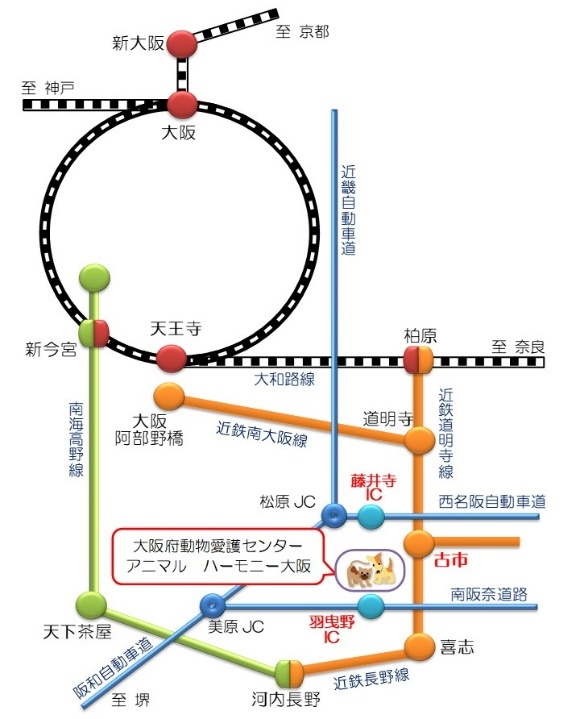 至 京都
新大阪
至 神戸
大阪
近畿自動車道
天王寺
新今宮
柏原
至 奈良
大和路線
大阪
阿部野橋
近鉄南大阪線
道明寺
近鉄道明寺線
南海高野線
藤井寺
IC
松原JC
西名阪自動車道
大阪府動物愛護センター
アニマル ハーモニー大阪
古市
南阪奈道路
天下茶屋
美原JC
羽曳野
IC
喜志
阪和自動車道
至 堺
河内長野
近鉄長野線